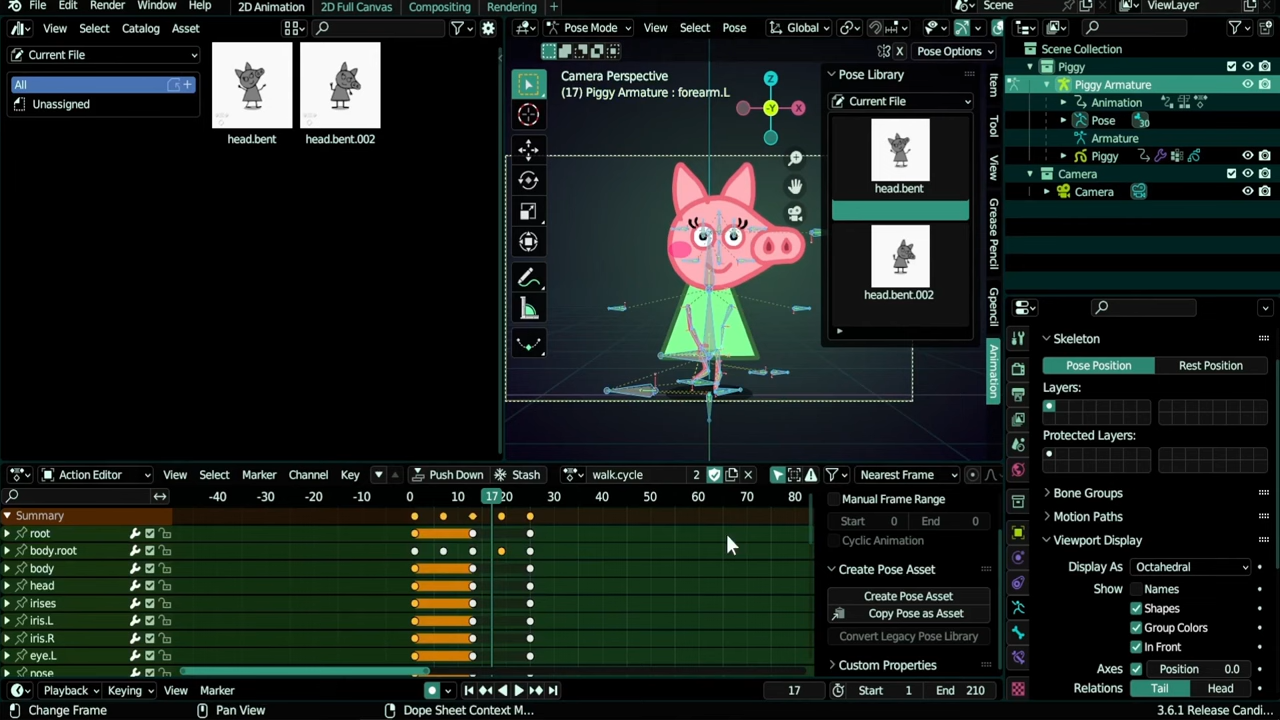 File Edit Render Window Help 2D Animation 2D Full Canvas Compositing Rendering + Scene ViewLayer
View Select Catalog Asset
Pose Mode View Select Pose Global
Current File
All
Unassigned
head.bent
head.bent.002
X Pose Options
Camera Perspective
(17) Piggy Armature : forearm.L
X
-Y
Z
Pose Library
Current File
head.bent
head.bent.002
Item
Tool
View
Grease Pencil
Gpencil
Animation
Scene Collection
Piggy
Piggy Armature
Animation
Pose 30
Armature
Piggy
Camera
Camera
Skeleton
Pose Position Rest Position
Layers:
Protected Layers:
Bone Groups
Motion Paths
Viewport Display
Display As Octahedral
Show Names
Shapes
Group Colors
In Front
Axes Position 0.0
Relations Tail Head
Action Editor View Select Marker Channel Key Push Down Stash walk.cycle 2 Nearest Frame
-40 -30 -20 -10 0 10 17 20 30 40 50 60 70 80
Summary
root
body.root
body
head
irises
iris.L
iris.R
eye.L
nose
Manual Frame Range
Start 0 End 0
Cyclic Animation
Create Pose Asset
Create Pose Asset
Copy Pose as Asset
Convert Legacy Pose Library
Custom Properties
Playback Keying View Marker 17 Start 1 End 210
Change Frame Pan View Dope Sheet Context M... 3.6.1 Release Candi...